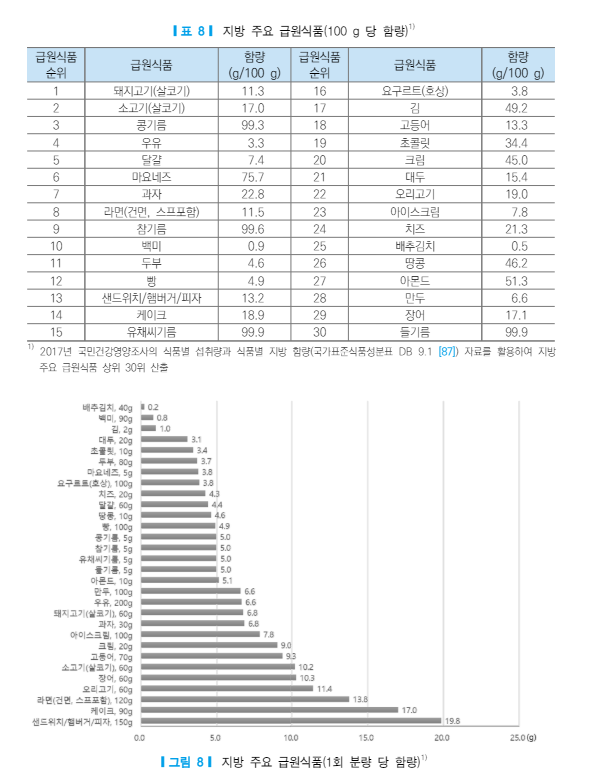 ▌표 8▐ 지방 주요 급원식품(100 g 당 함량)1)
급원식품 순위 급원식품 함량 (g/100 g) 급원식품 순위 급원식품 함량 (g/100 g)
1 돼지고기(살코기) 11.3 16 요구르트(호상) 3.8
2 소고기(살코기) 17.0 17 김 49.2
3 콩기름 99.3 18 고등어 13.3
4 우유 3.3 19 초콜릿 34.4
5 달걀 7.4 20 크림 45.0
6 마요네즈 75.7 21 대두 15.4
7 과자 22.8 22 오리고기 19.0
8 라면(건면, 스프포함) 11.5 23 아이스크림 7.8
9 참기름 99.6 24 치즈 21.3
10 백미 0.9 25 배추김치 0.5
11 두부 4.6 26 땅콩 46.2
12 빵 4.9 27 아몬드 51.3
13 샌드위치/햄버거/피자 13.2 28 만두 6.6
14 케이크 18.9 29 장어 17.1
15 유채씨기름 99.9 30 들기름 99.9
1) 2017년 국민건강영양조사의 식품별 섭취량과 식품별 지방 함량(국가표준식품성분표 DB 9.1 [87]) 자료를 활용하여 지방
주요 급원식품 상위 30위 산출
배추김치, 40g 0.2
백미, 90g 0.8
김, 2g 1.0
대두, 20g 3.1
초콜릿, 10g 3.4
두부, 80g 3.7
마요네즈, 5g 3.8
요구르트(호상), 100g 3.8
치즈, 20g 4.3
달걀, 60g 4.4
땅콩, 10g 4.6
빵, 100g 4.9
콩기름, 5g 5.0
참기름, 5g 5.0
유채씨기름, 5g 5.0
들기름, 5g 5.0
아몬드, 10g 5.1
만두, 100g 6.6
우유, 200g 6.6
돼지고기(살코기), 60g 6.8
과자, 30g 6.8
아이스크림, 100g 7.8
크림, 20g 9.0
고등어, 70g 9.3
소고기(살코기), 60g 10.2
장어, 60g 10.3
오리고기, 60g 11.4
라면(건면, 스프포함), 120g 13.8
케이크, 90g 17.0
샌드위치/햄버거/피자, 150g 19.8
0.0 5.0 10.0 15.0 20.0 25.0 (g)
▌그림 8▐ 지방 주요 급원식품(1회 분량 당 함량)1)